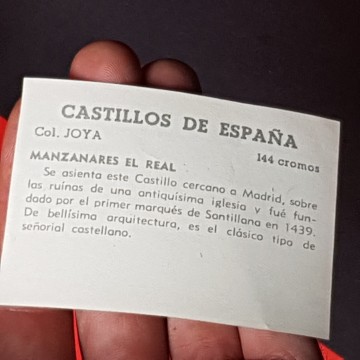 CASTILLOS DE ESPAÑA
Col. JOYA 144 cromos
MANZANARES EL REAL
Se asienta este Castillo cercano a Madrid, sobre
las ruínas de una antiquísima iglesia y fué fun-
dado por el primer marqués de Santillana en 1439.
De bellísima arquitectura, es el clásico tipo de
señorial castellano.